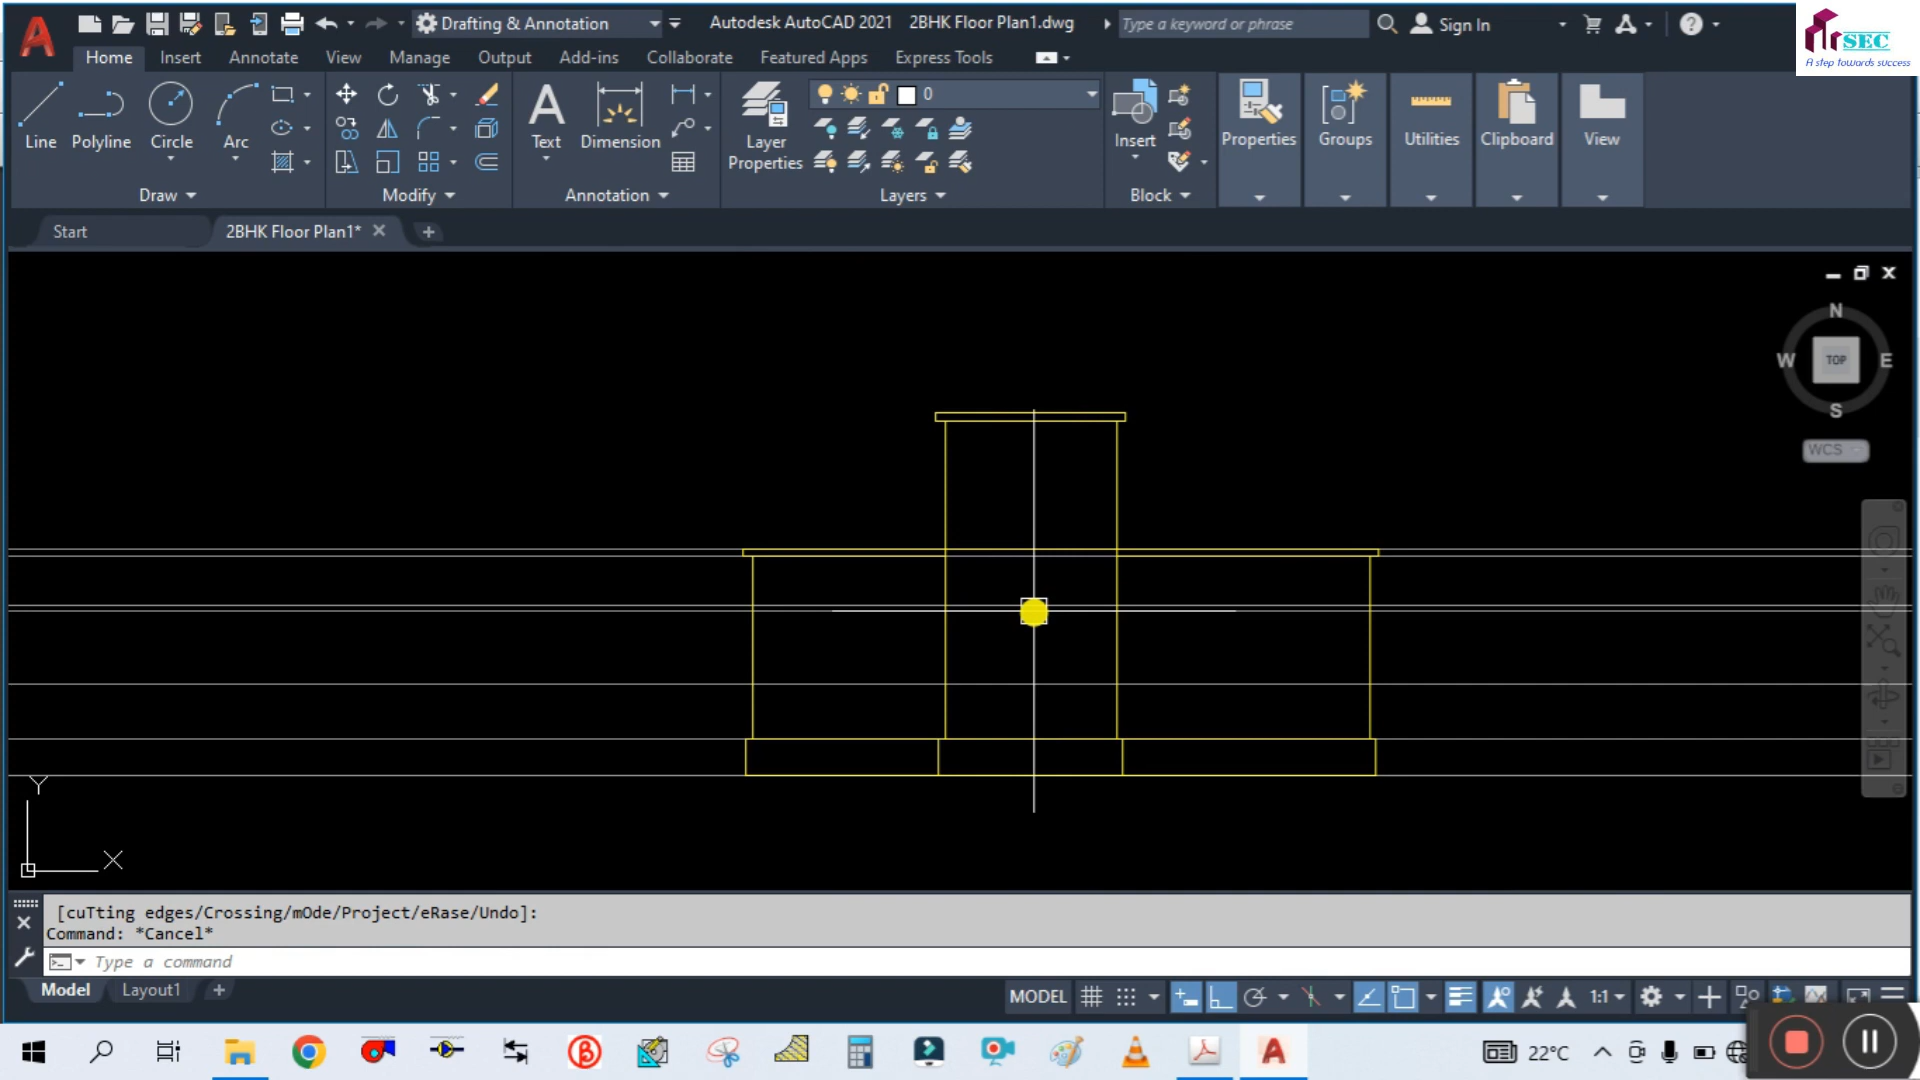 Drafting & Annotation
Autodesk AutoCAD 2021 2BHK Floor Plan1.dwg
Type a keyword or phrase
Sign In
SEC
A step towards success
Home Insert Annotate View Manage Output Add-ins Collaborate Featured Apps Express Tools
0
Line Polyline Circle Arc
Text Dimension
Layer
Properties
Insert
Properties Groups Utilities Clipboard View
Draw Modify Annotation Layers Block
Start 2BHK Floor Plan1*
N
W TOP E
S
WCS
Y
X
[cuTting edges/Crossing/mOde/Project/eRase/Undo]:
Command: *Cancel*
Type a command
Model Layout1
MODEL 1:1
22°C